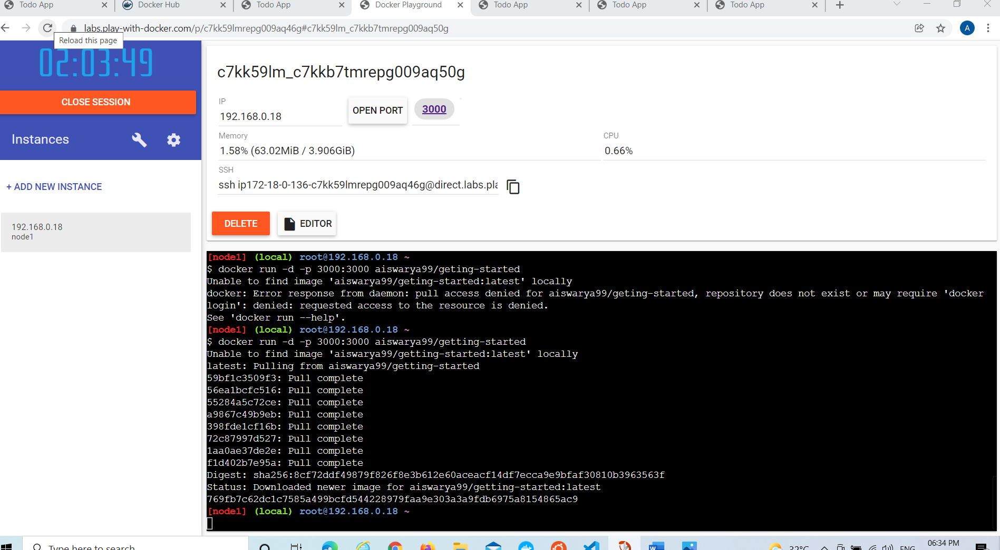 Todo App
Docker Hub
Todo App
Docker Playground
Todo App
Todo App
Todo App
labs.play-with-docker.com/p/c7kk59lmrepg009aq46g#c7kk59lm_c7kkb7tmrepg009aq50g
A
Reload this page
02:03:49
CLOSE SESSION
Instances
+ ADD NEW INSTANCE
192.168.0.18
node1
c7kk59lm_c7kkb7tmrepg009aq50g
IP
192.168.0.18
OPEN PORT
3000
Memory
1.58% (63.02MiB / 3.906GiB)
CPU
0.66%
SSH
ssh ip172-18-0-136-c7kk59lmrepg009aq46g@direct.labs.pla
DELETE
EDITOR
[node1] (local) root@192.168.0.18 ~
$ docker run -d -p 3000:3000 aiswarya99/geting-started
Unable to find image 'aiswarya99/geting-started:latest' locally
docker: Error response from daemon: pull access denied for aiswarya99/geting-started, repository does not exist or may require 'docker
login': denied: requested access to the resource is denied.
See 'docker run --help'.
[node1] (local) root@192.168.0.18 ~
$ docker run -d -p 3000:3000 aiswarya99/getting-started
Unable to find image 'aiswarya99/getting-started:latest' locally
latest: Pulling from aiswarya99/getting-started
59bf1c3509f3: Pull complete
56ea1bcfc516: Pull complete
55284a5c72ce: Pull complete
a9867c49b9eb: Pull complete
398fde1cf16b: Pull complete
72c87997d527: Pull complete
1aa0ae37de2e: Pull complete
f1d402b7e95a: Pull complete
Digest: sha256:8cf72ddf49879f826f8e3b612e60aceacf14df7ecca9e9bfaf30810b3963563f
Status: Downloaded newer image for aiswarya99/getting-started:latest
769fb7c62dc1c7585a499bcfd544228979faa9e303a3a9fdb6975a8154865ac9
[node1] (local) root@192.168.0.18 ~
Type here to search
32°C
ENG
06:34 PM